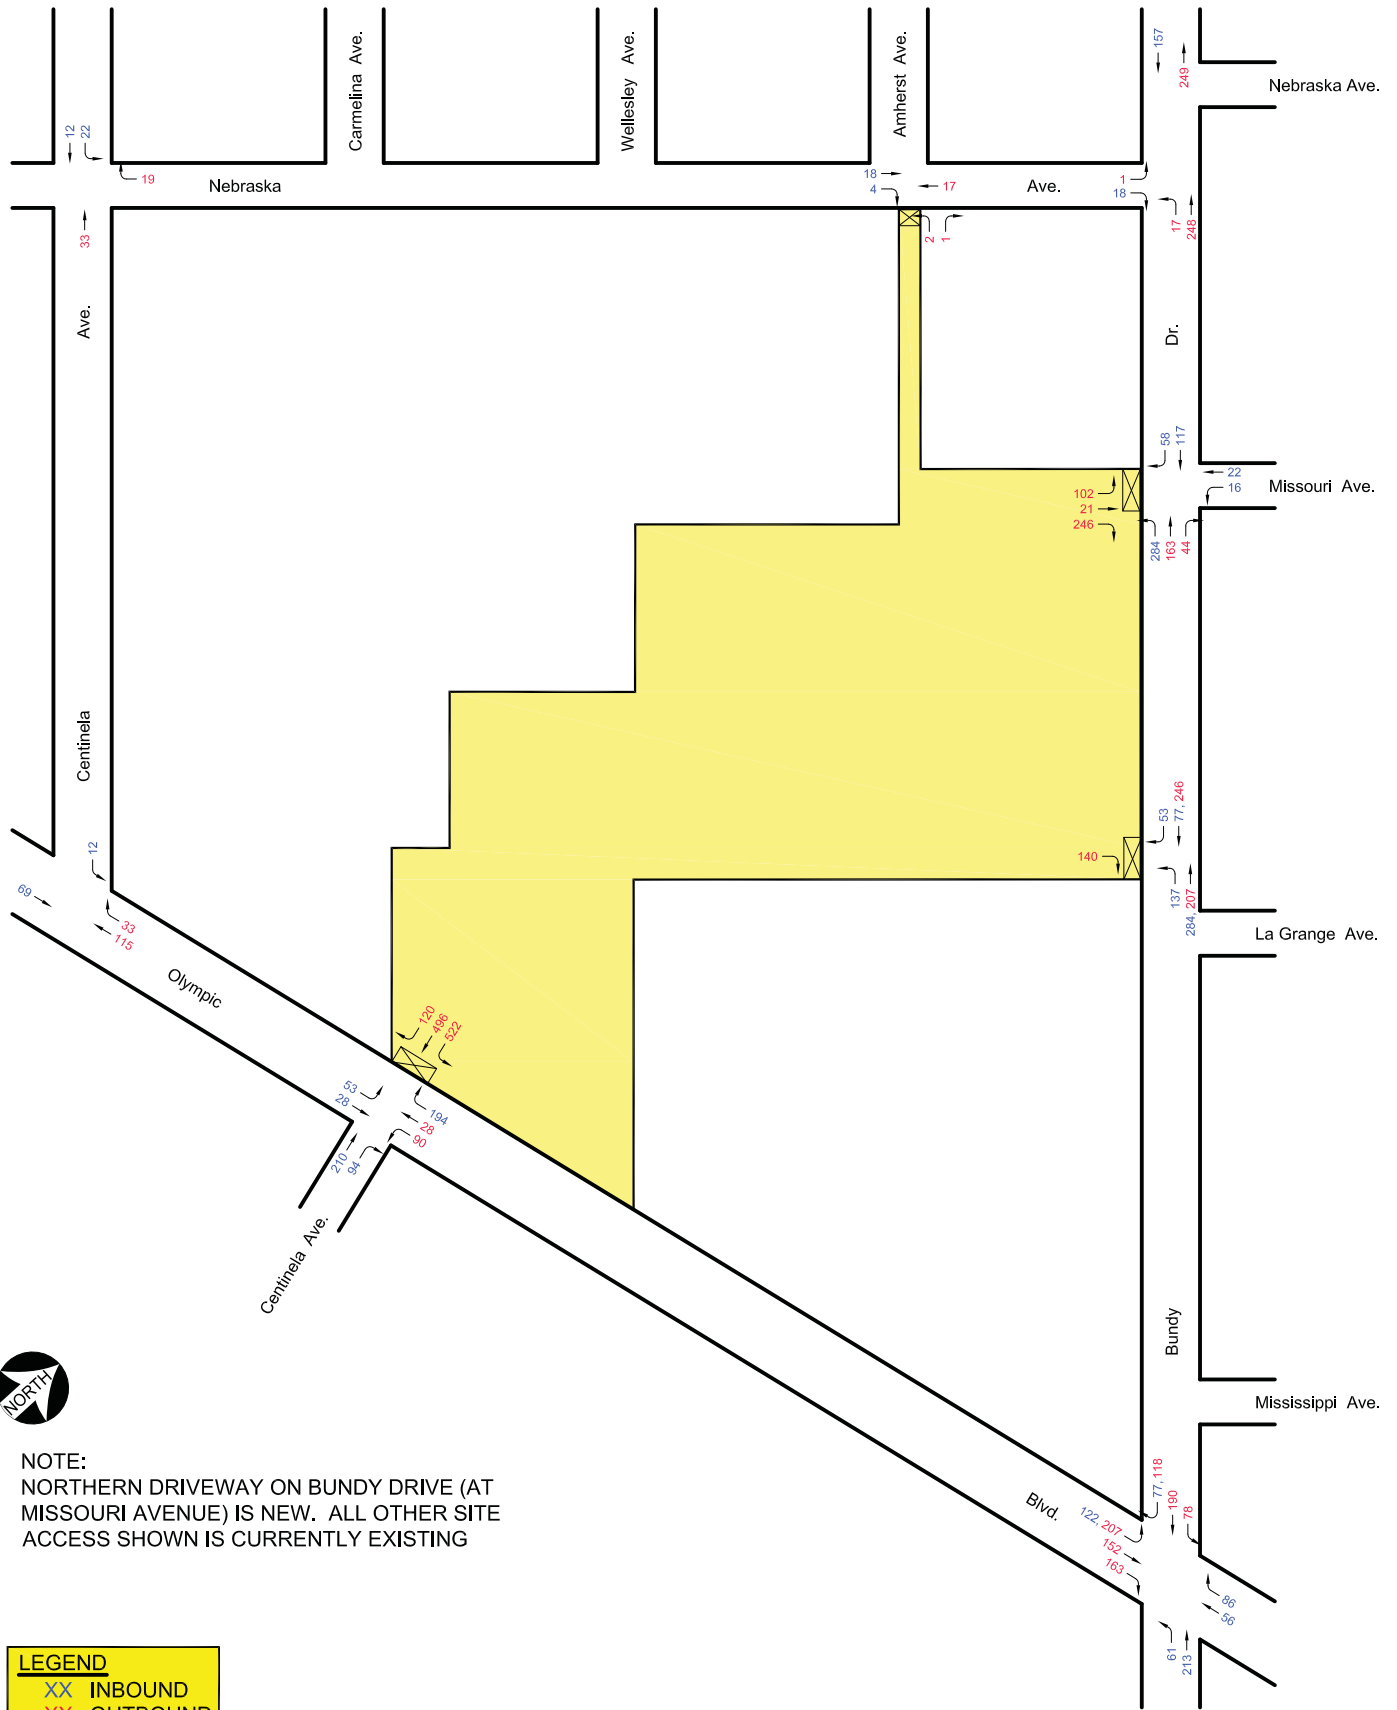 Carmelina Ave.
Wellesley Ave.
Amherst Ave.
157
249
Nebraska Ave.
12
22
19
Nebraska
18
4
17
Ave.
1
18
33
2
1
17
248
Ave.
Dr.
58
117
22
16
Missouri Ave.
102
21
246
284
163
44
Centinela
53
77, 246
12
140
69
137
284, 207
33
115
La Grange Ave.
Olympic
120
496
522
53
28
194
28
90
210
94
Centinela Ave.
Bundy
NORTH
Mississippi Ave.
NOTE:
NORTHERN DRIVEWAY ON BUNDY DRIVE (AT
MISSOURI AVENUE) IS NEW. ALL OTHER SITE
ACCESS SHOWN IS CURRENTLY EXISTING
Blvd.
77, 118
190
78
122, 207
152
163
86
56
61
213
LEGEND
XX INBOUND
XX OUTBOUND